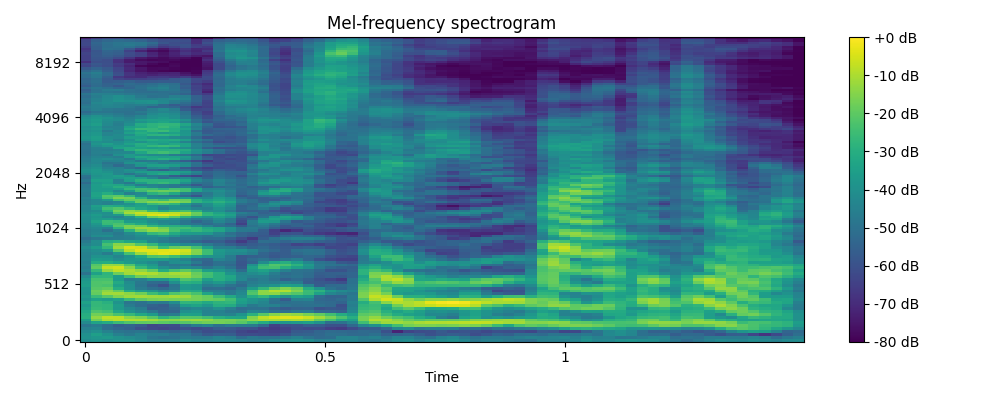 Mel-frequency spectrogram
Hz
8192
4096
2048
1024
512
0
0
0.5
1
Time
+0 dB
-10 dB
-20 dB
-30 dB
-40 dB
-50 dB
-60 dB
-70 dB
-80 dB